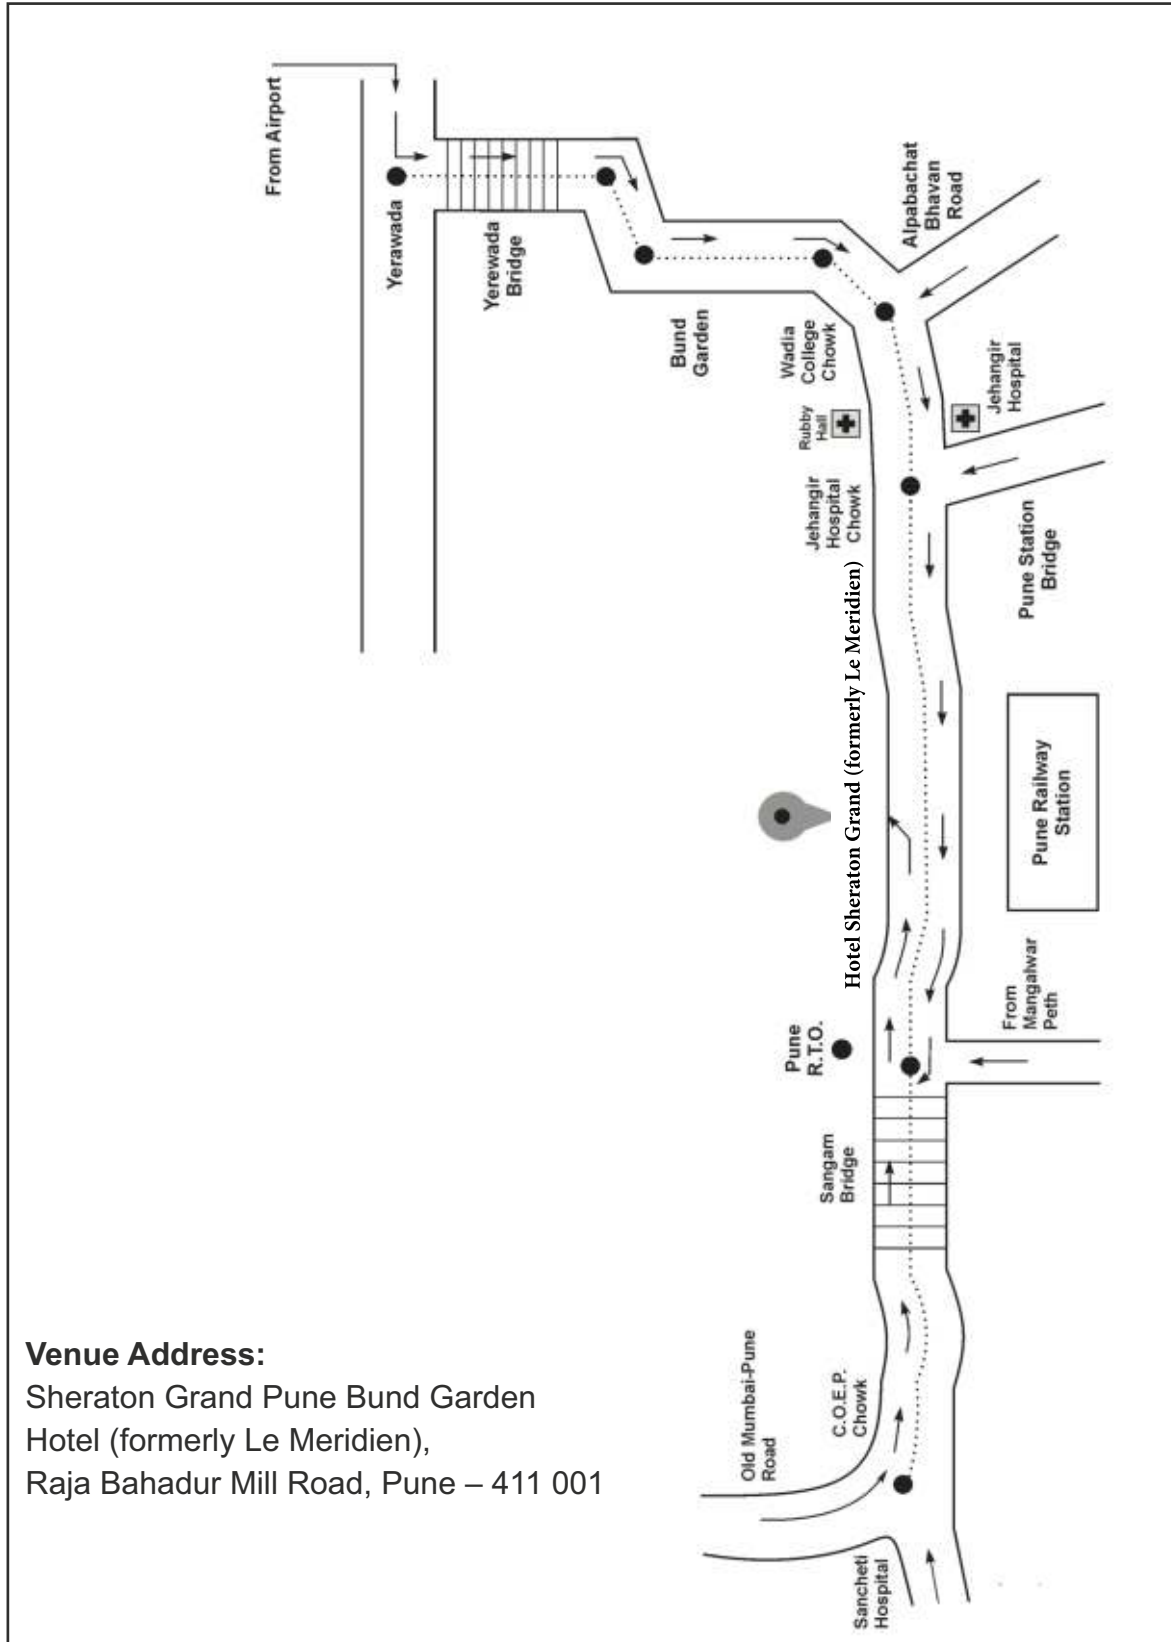 From Airport
Yerawada
Yerewada
Bridge
Bund
Garden
Wadia
College
Chowk
Alpabachat
Bhavan
Road
Rubby
Hall
Jehangir
Hospital
Jehangir
Hospital
Chowk
Pune Station
Bridge
Hotel Sheraton Grand (formerly Le Meridien)
Pune Railway
Station
From
Mangalwar
Peth
Pune
R.T.O.
Sangam
Bridge
Old Mumbai-Pune
Road
C.O.E.P.
Chowk
Sancheti
Hospital
Venue Address:
Sheraton Grand Pune Bund Garden
Hotel (formerly Le Meridien),
Raja Bahadur Mill Road, Pune – 411 001